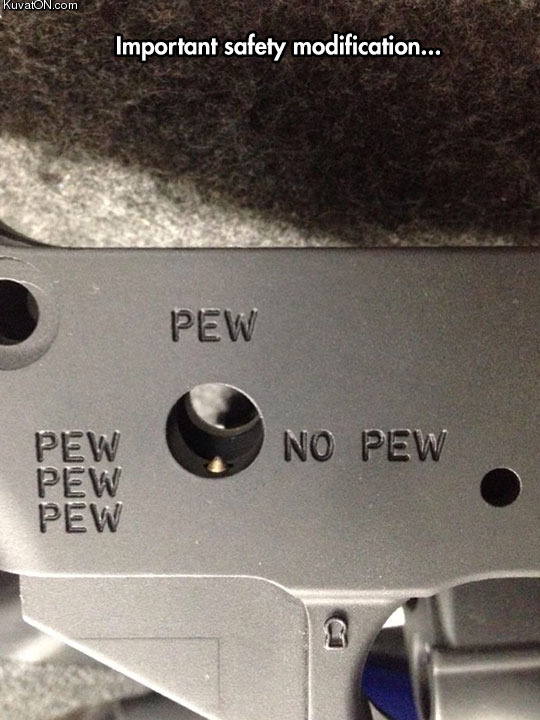 KuvatON.com
Important safety modification...
PEW
PEW
PEW
PEW
NO PEW